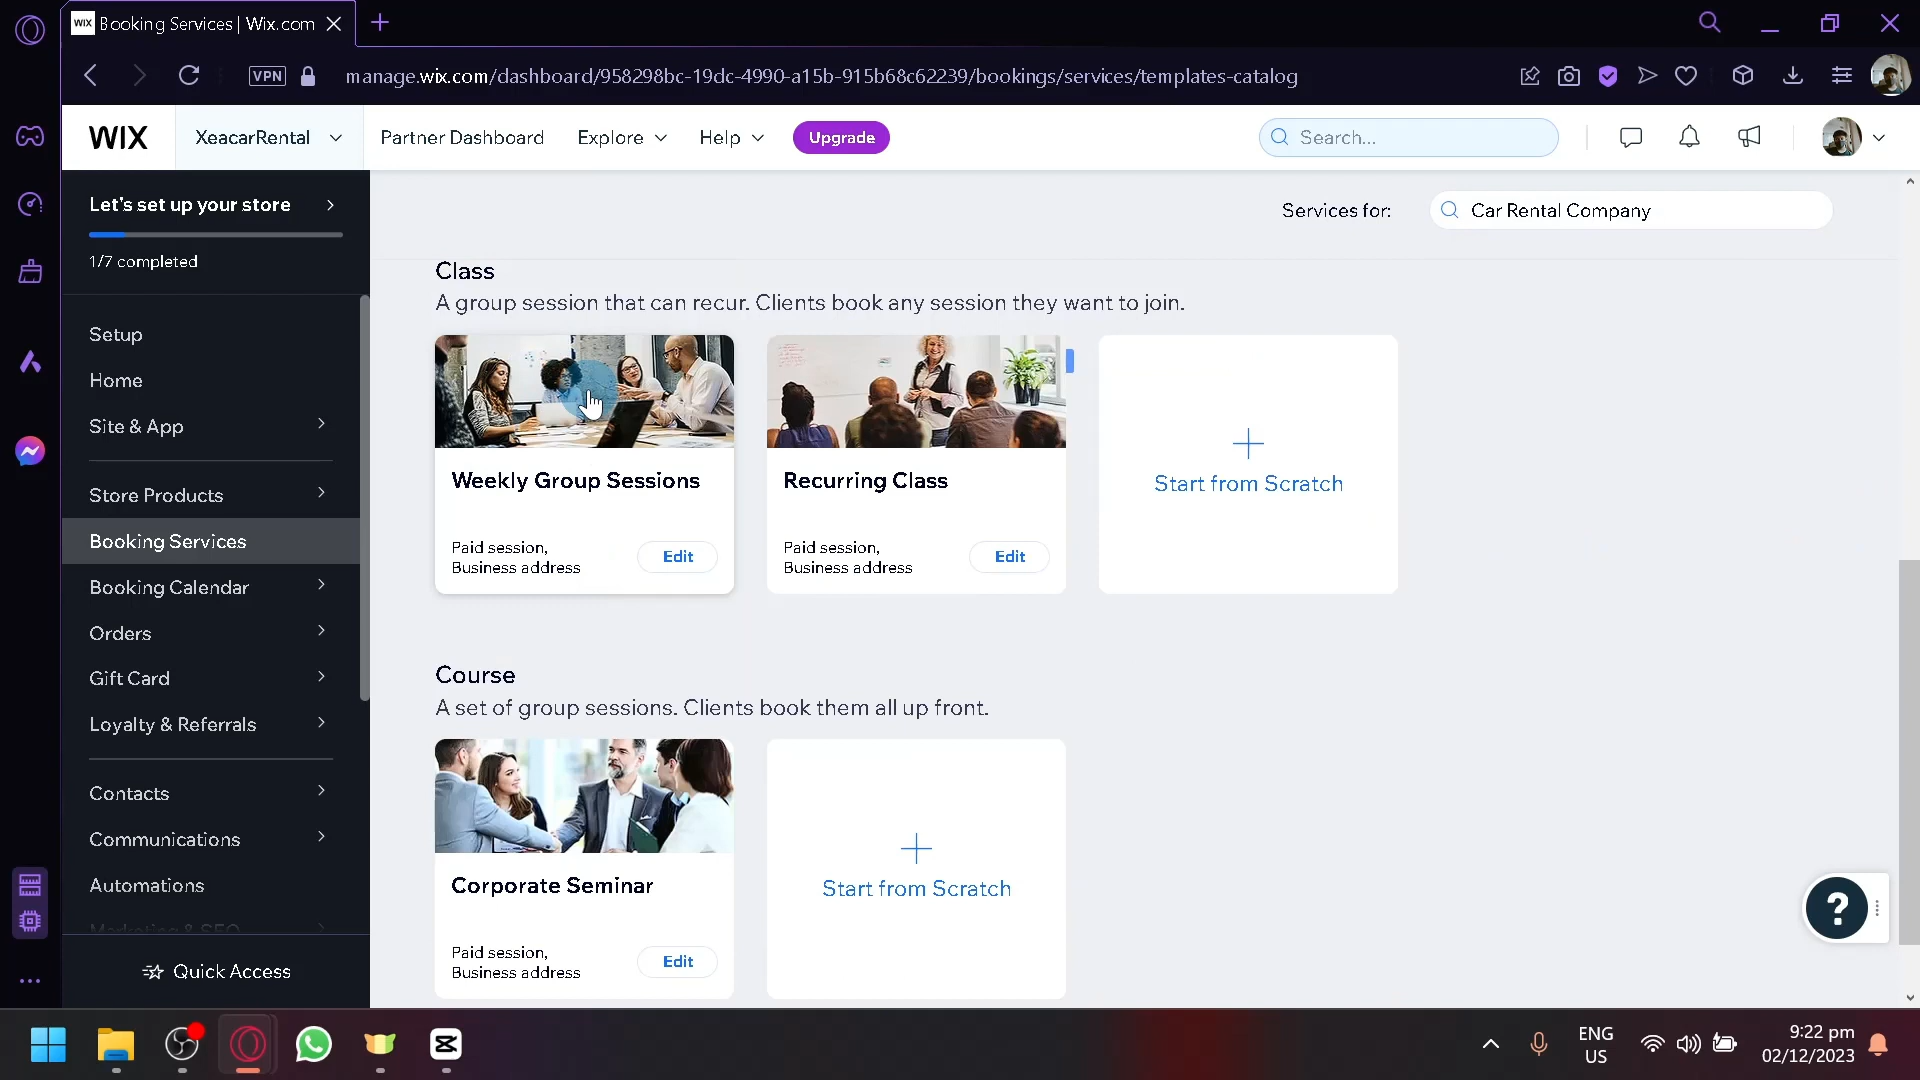 WIX Booking Services | Wix.com
VPN manage.wix.com/dashboard/958298bc-19dc-4990-a15b-915b68c62239/bookings/services/templates-catalog
WIX XeacarRental Partner Dashboard Explore Help Upgrade Search...
Let's set up your store
1/7 completed
Setup
Home
Site & App
Store Products
Booking Services
Booking Calendar
Orders
Gift Card
Loyalty & Referrals
Contacts
Communications
Automations
Marketing & SEO
Quick Access
Services for: Car Rental Company
Class
A group session that can recur. Clients book any session they want to join.
Weekly Group Sessions
Paid session,
Business address
Edit
Recurring Class
Paid session,
Business address
Edit
Start from Scratch
Course
A set of group sessions. Clients book them all up front.
Corporate Seminar
Paid session,
Business address
Edit
Start from Scratch
?
ENG
US
9:22 pm
02/12/2023